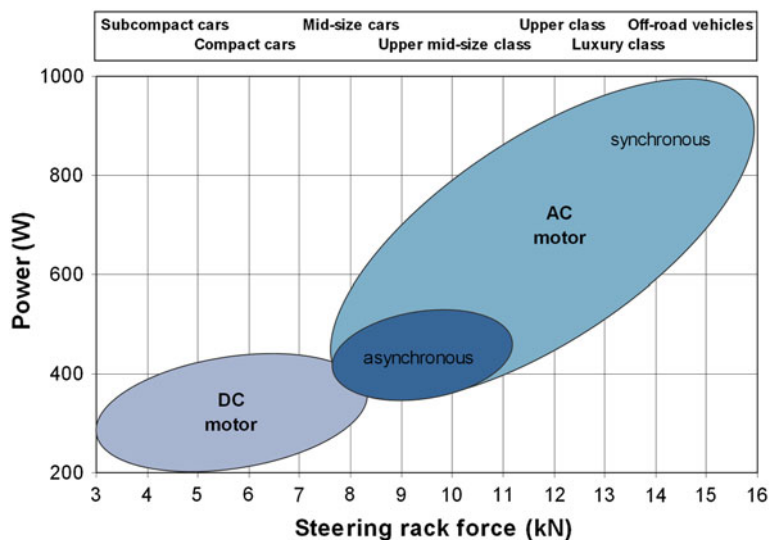 Subcompact cars Mid-size cars Upper class Off-road vehicles
Compact cars Upper mid-size class Luxury class
1000
800
600
400
200
Power (W)
synchronous
AC
motor
asynchronous
DC
motor
3 4 5 6 7 8 9 10 11 12 13 14 15 16
Steering rack force (kN)